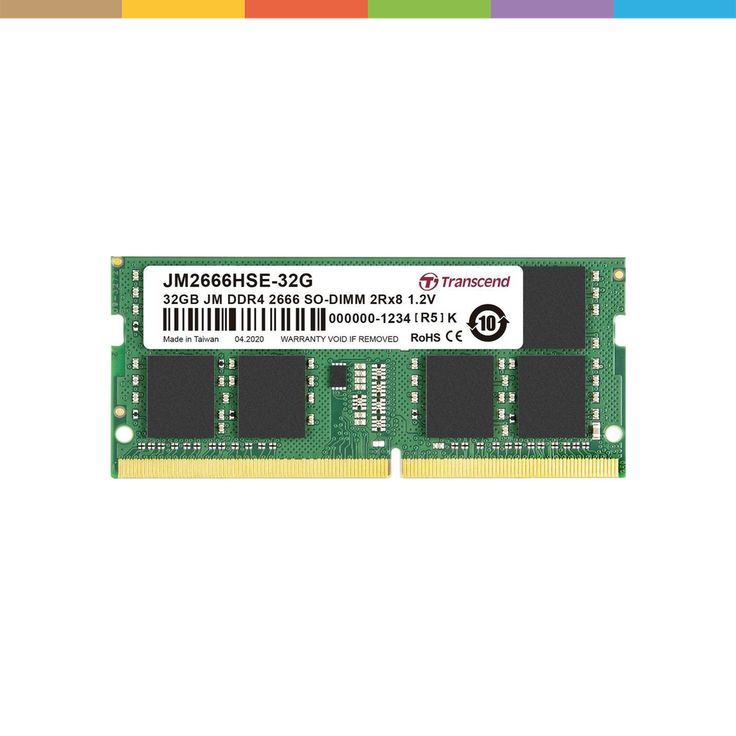 JM2666HSE-32G
Transcend
32GB JM DDR4 2666 SO-DIMM 2Rx8 1.2V
000000-1234 [R5] K
10
Made in Taiwan 04.2020 WARRANTY VOID IF REMOVED RoHS CE